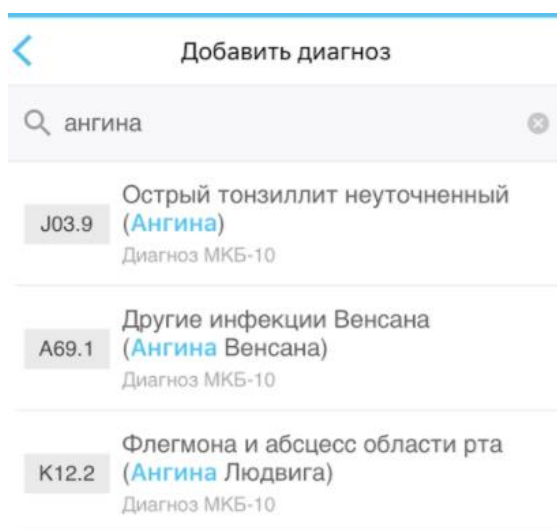 Добавить диагноз
ангина
Острый тонзиллит неуточненный
J03.9 (Ангина)
Диагноз МКБ-10
Другие инфекции Венсана
A69.1 (Ангина Венсана)
Диагноз МКБ-10
Флегмона и абсцесс области рта
K12.2 (Ангина Людвига)
Диагноз МКБ-10